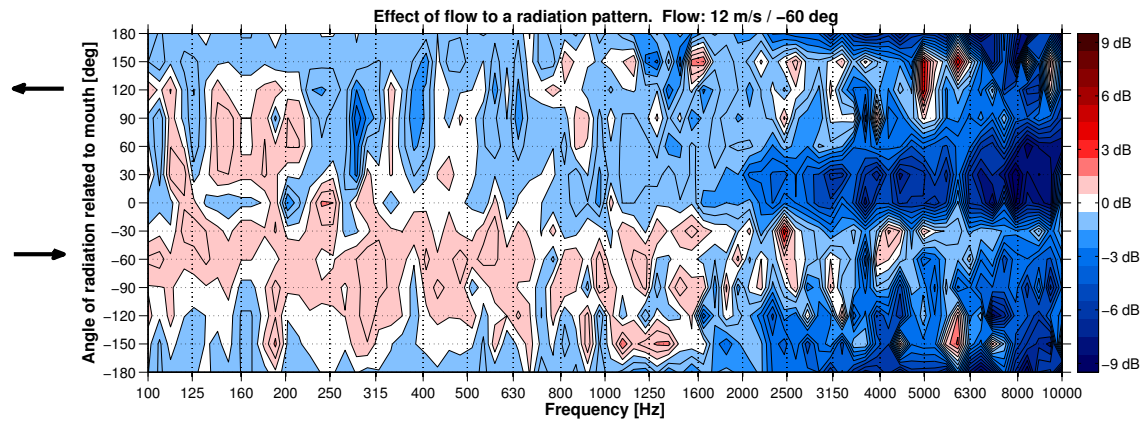 Effect of flow to a radiation pattern.  Flow: 12 m/s / −60 deg
Angle of radiation related to mouth [deg]
180
150
120
90
60
30
0
−30
−60
−90
−120
−150
−180
100 125 160 200 250 315 400 500 630 800 1000 1250 1600 2000 2500 3150 4000 5000 6300 8000 10000
Frequency [Hz]
9 dB
6 dB
3 dB
0 dB
−3 dB
−6 dB
−9 dB